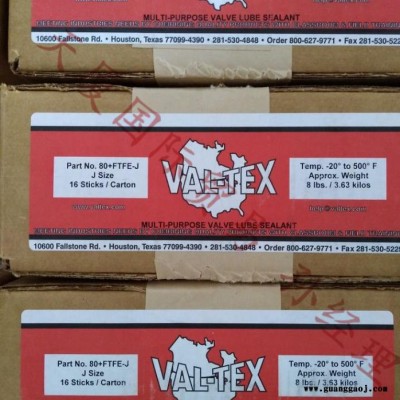 MULTI-PURPOSE VALVE LUBE SEALANT
10600 Fallstone Rd. • Houston, Texas 77099-4390 • 281-530-4848 • Order 800-627-9771 • Fax 281-530-5225
Part No. 80+FTFE-J
J Size
16 Sticks / Carton
VAL-TEX
Temp. -20° to 500° F
Approx. Weight
8 lbs. / 3.63 kilos
www.valtex.com
MULTI-PURPOSE VALVE LUBE SEALANT
10600 Fallstone Rd. • Houston, Texas 77099-4390 • 281-530-4848 • Order 800-627-9771 • Fax 281-530-5225
Part No. 80+FTFE-J
J Size
16 Sticks / Carton
VAL-TEX
Temp. -20° to 500° F
Approx. Weight
8 lbs. / 3.63 kilos
www.guanggaoj.com